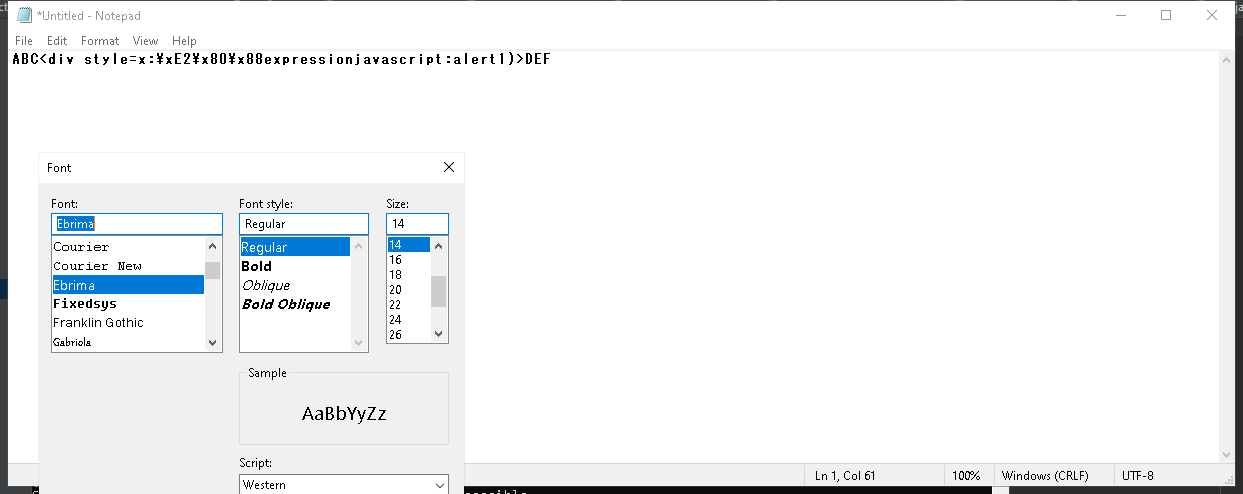 *Untitled - Notepad
File Edit Format View Help
ABC<div style=x:¥xE2¥x80¥x88expressionjavascript:alert1)>DEF
Font
Font: Font style: Size:
Ebrima Regular 14
Courier Regular 14
Courier New Bold 16
Ebrima Oblique 18
Fixedsys Bold Oblique 20
Franklin Gothic 22
Gabriola 24
26
Sample
AaBbYyZz
Script:
Western
Ln 1, Col 61 100% Windows (CRLF) UTF-8